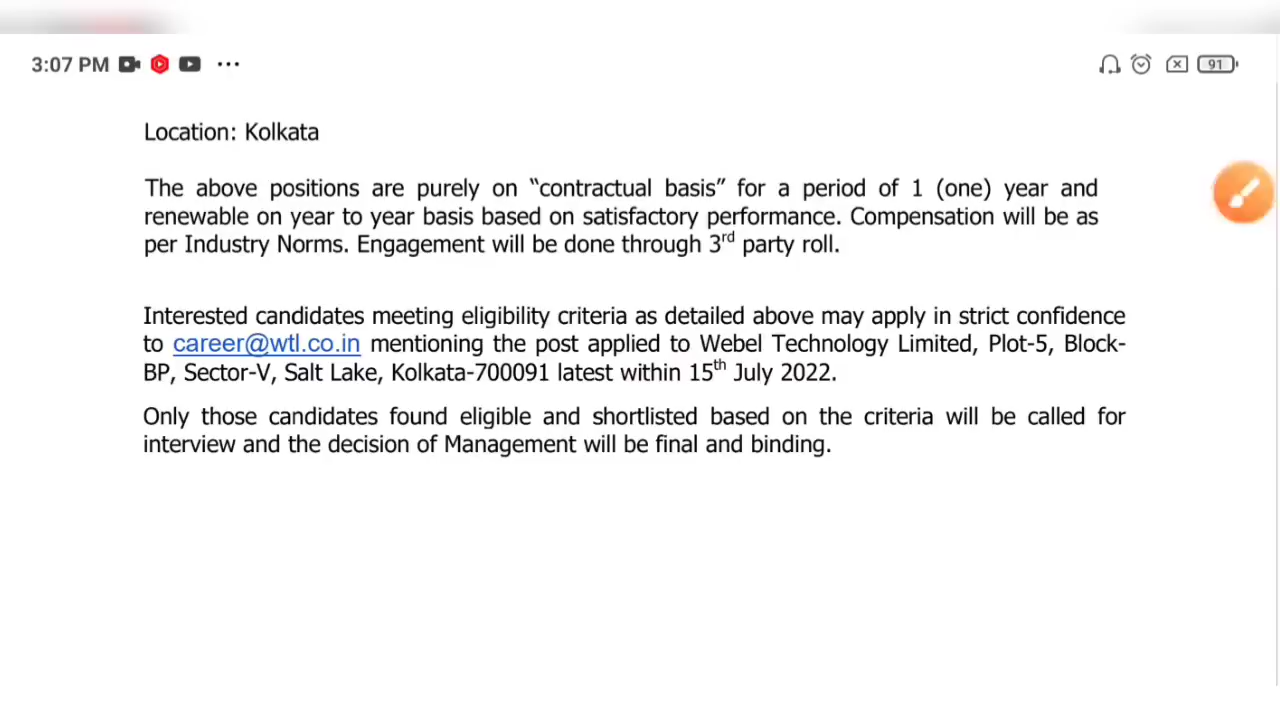 3:07 PM
91
Location: Kolkata
The above positions are purely on “contractual basis” for a period of 1 (one) year and
renewable on year to year basis based on satisfactory performance. Compensation will be as
per Industry Norms. Engagement will be done through 3rd party roll.
Interested candidates meeting eligibility criteria as detailed above may apply in strict confidence
to career@wtl.co.in mentioning the post applied to Webel Technology Limited, Plot-5, Block-
BP, Sector-V, Salt Lake, Kolkata-700091 latest within 15th July 2022.
Only those candidates found eligible and shortlisted based on the criteria will be called for
interview and the decision of Management will be final and binding.